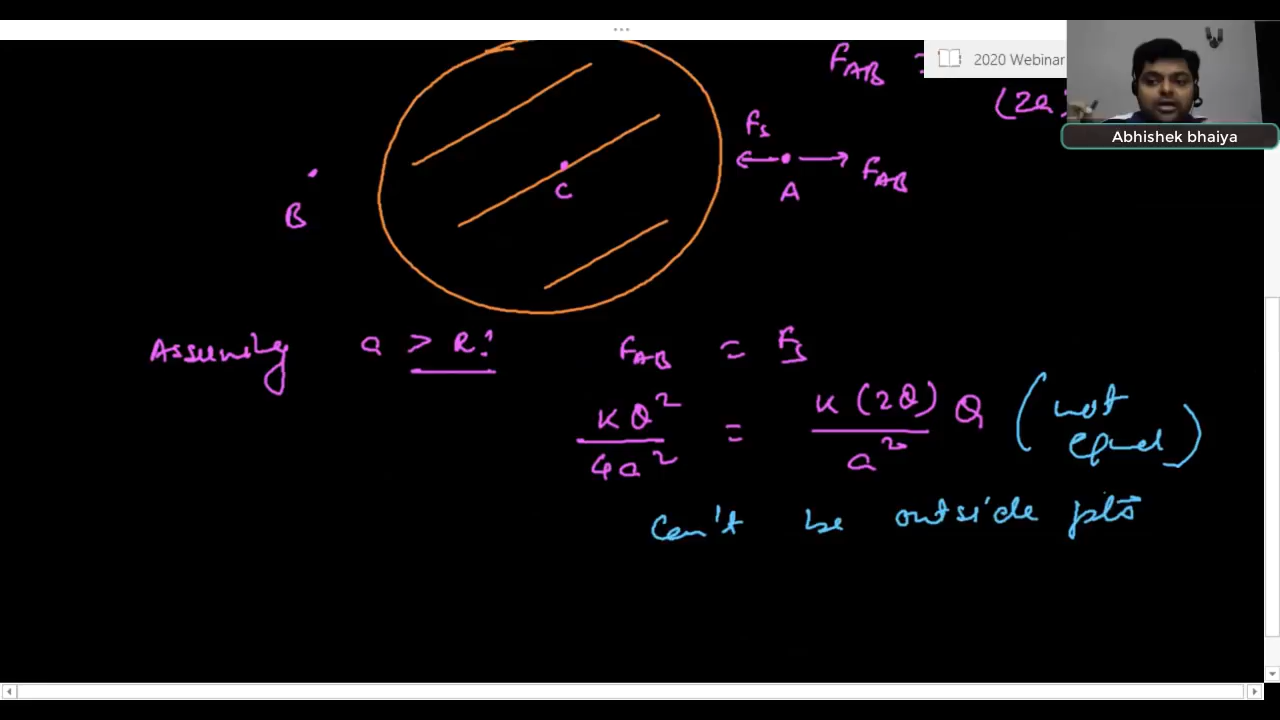 2020 Webinar
Abhishek bhaiya
F_AB =
(2a)
F_s
F_AB
A
B
C
Assuming a > R:
F_AB = F_s
KQ²/4a² = K(2Q)Q/a² (not equal)
Can't be outside pts